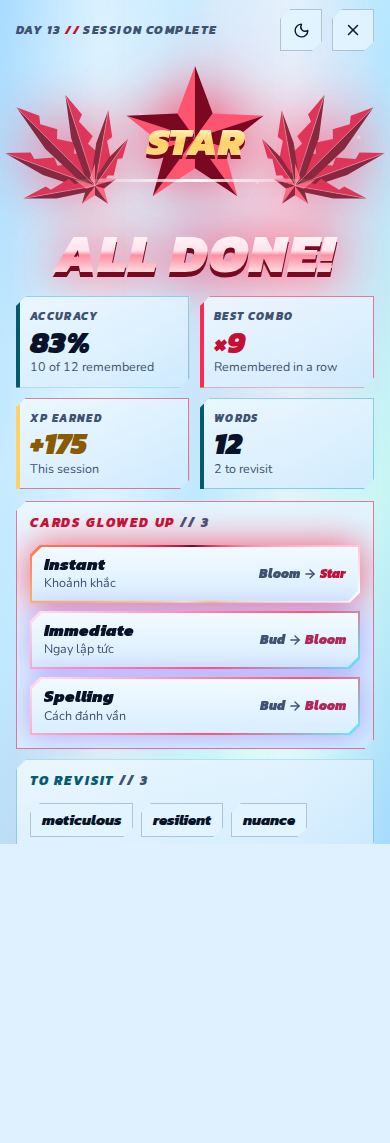 DAY 13 // SESSION COMPLETE
STAR
ALL DONE!
ACCURACY
83%
10 of 12 remembered
BEST COMBO
×9
Remembered in a row
XP EARNED
+175
This session
WORDS
12
2 to revisit
CARDS GLOWED UP // 3
Instant
Khoảnh khắc
Bloom → Star
Immediate
Ngay lập tức
Bud → Bloom
Spelling
Cách đánh vần
Bud → Bloom
TO REVISIT // 3
meticulous resilient nuance